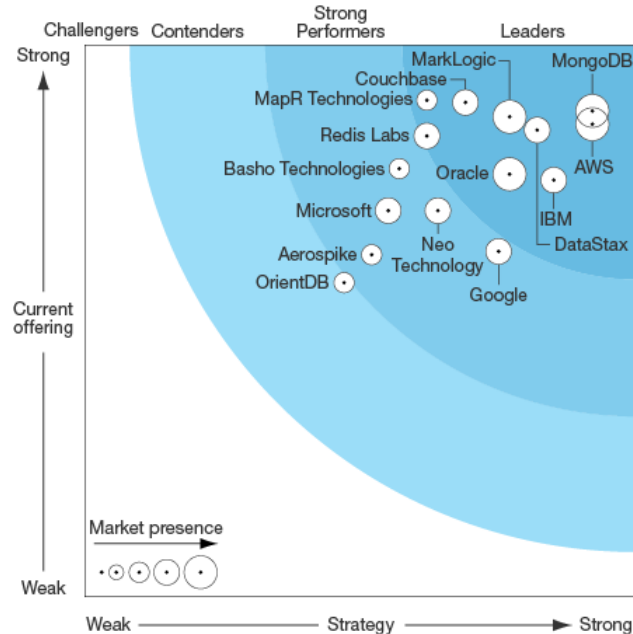 Challengers
Contenders
Strong
Performers
Leaders
Strong
MarkLogic
MongoDB
Couchbase
MapR Technologies
Redis Labs
Basho Technologies
Oracle
AWS
Microsoft
IBM
Neo
Technology
DataStax
Aerospike
OrientDB
Google
Current
offering
Market presence
Weak
Weak
Strategy
Strong